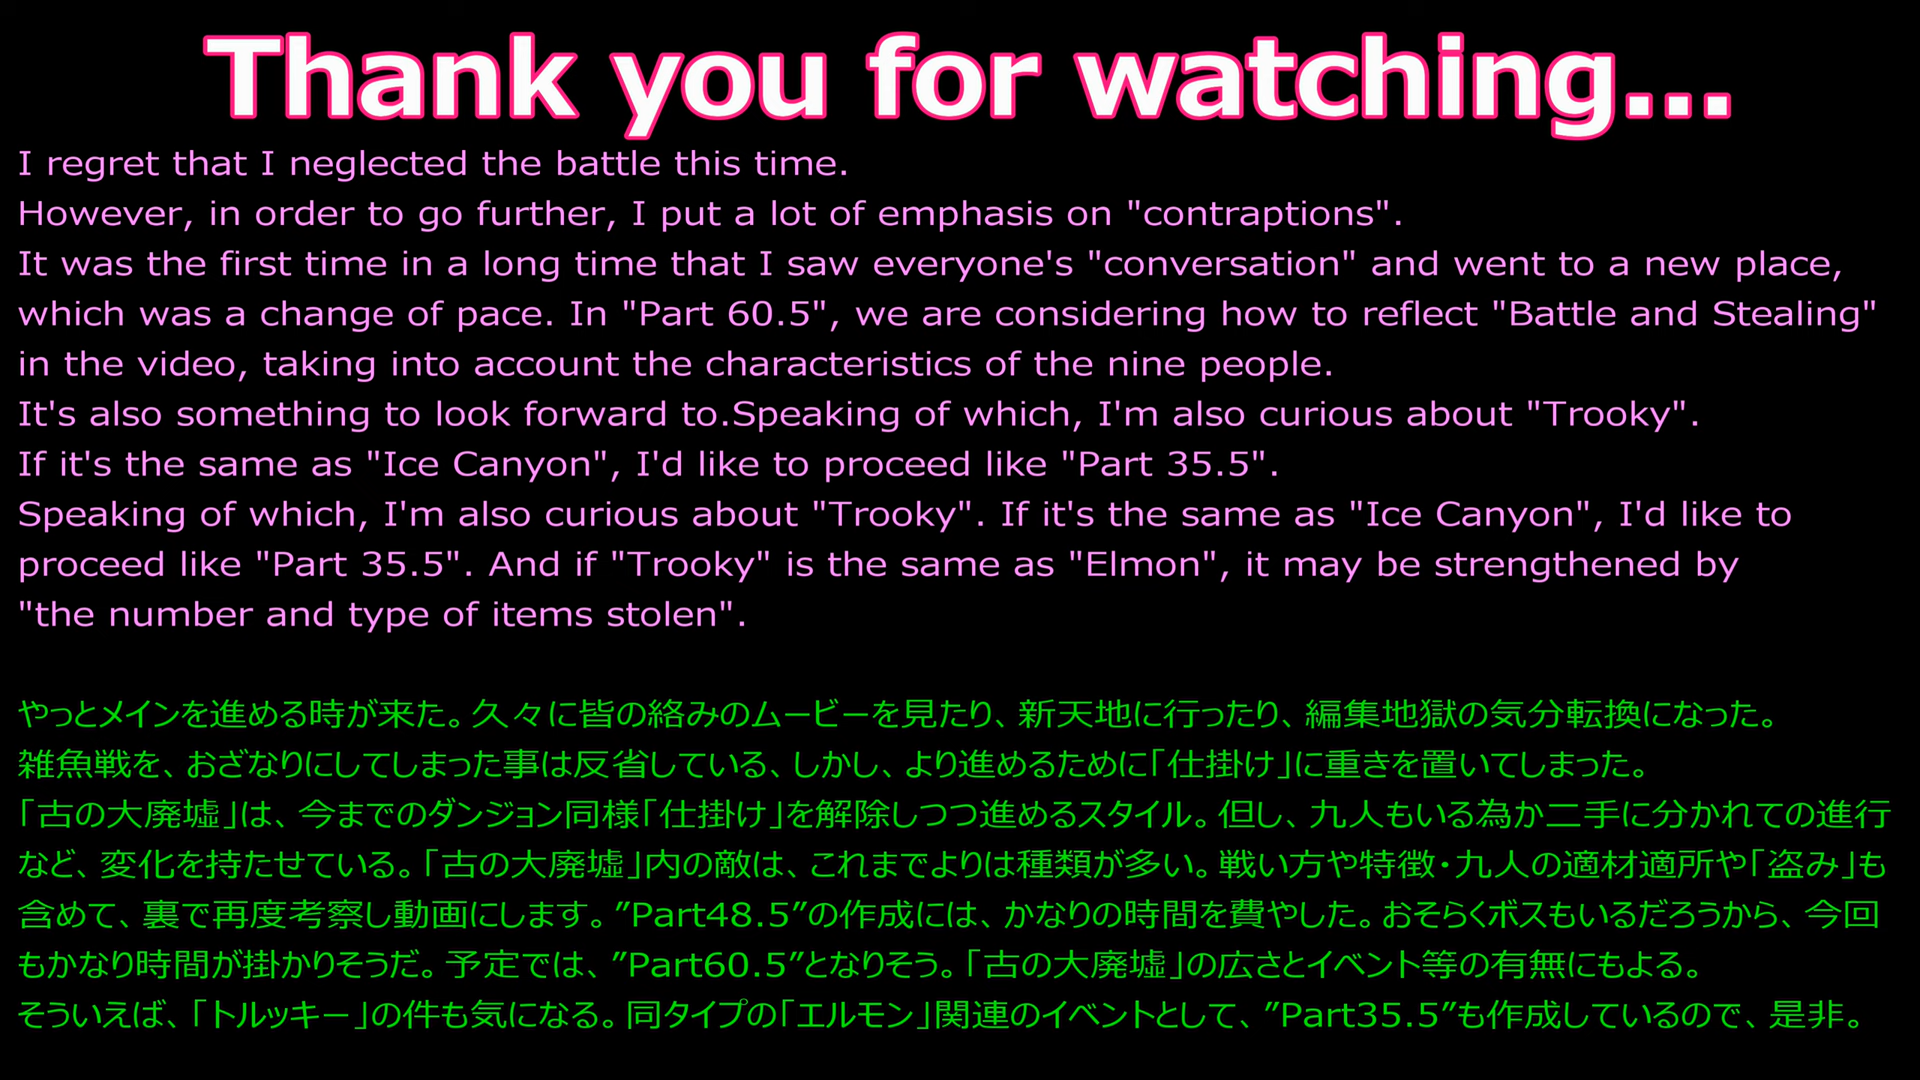 Thank you for watching...
I regret that I neglected the battle this time.
However, in order to go further, I put a lot of emphasis on "contraptions".
It was the first time in a long time that I saw everyone's "conversation" and went to a new place,
which was a change of pace. In "Part 60.5", we are considering how to reflect "Battle and Stealing"
in the video, taking into account the characteristics of the nine people.
It's also something to look forward to.Speaking of which, I'm also curious about "Trooky".
If it's the same as "Ice Canyon", I'd like to proceed like "Part 35.5".
Speaking of which, I'm also curious about "Trooky". If it's the same as "Ice Canyon", I'd like to
proceed like "Part 35.5". And if "Trooky" is the same as "Elmon", it may be strengthened by
"the number and type of items stolen".
やっとメインを進める時が来た。久々に皆の絡みのムービーを見たり、新天地に行ったり、編集地獄の気分転換になった。
雑魚戦を、おざなりにしてしまった事は反省している、しかし、より進めるために「仕掛け」に重きを置いてしまった。
「古の大廃墟」は、今までのダンジョン同様「仕掛け」を解除しつつ進めるスタイル。但し、九人もいる為か二手に分かれての進行
など、変化を持たせている。「古の大廃墟」内の敵は、これまでよりは種類が多い。戦い方や特徴・九人の適材適所や「盗み」も
含めて、裏で再度考察し動画にします。”Part48.5”の作成には、かなりの時間を費やした。おそらくボスもいるだろうから、今回
もかなり時間が掛かりそうだ。予定では、”Part60.5”となりそう。「古の大廃墟」の広さとイベント等の有無にもよる。
そういえば、「トルッキー」の件も気になる。同タイプの「エルモン」関連のイベントとして、”Part35.5”も作成しているので、是非。